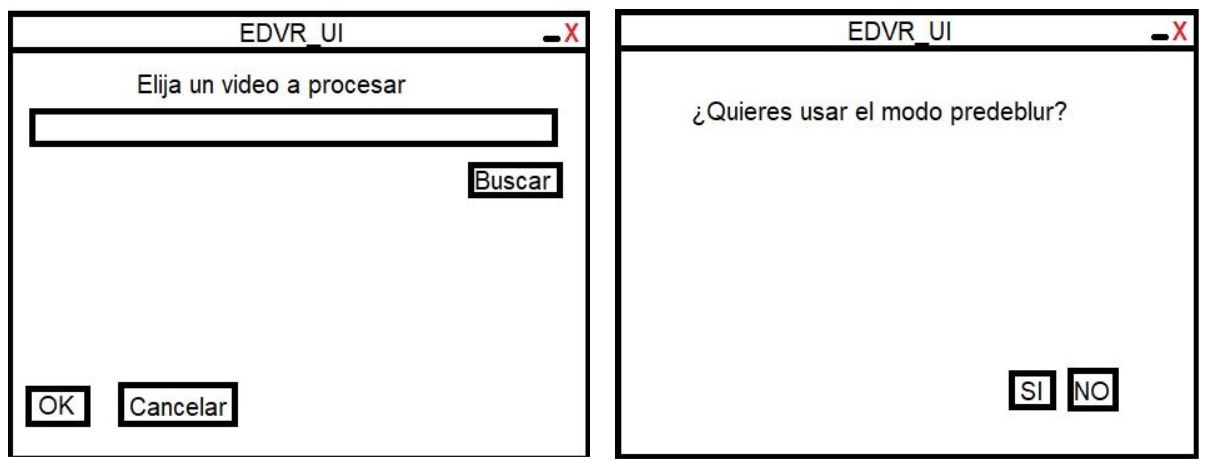 EDVR_UI
X
Elija un video a procesar
Buscar
OK
Cancelar
EDVR_UI
X
¿Quieres usar el modo predeblur?
SI
NO